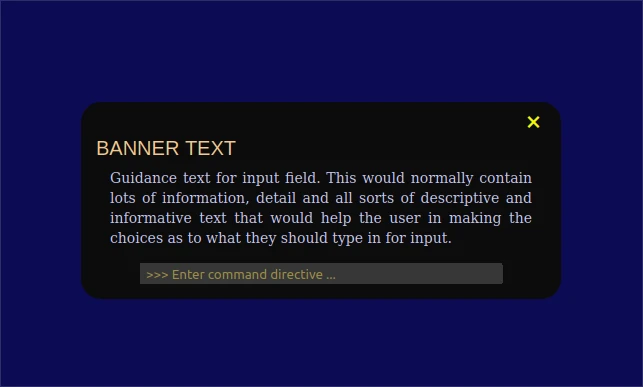 ×
BANNER TEXT
Guidance text for input field. This would normally contain
lots of information, detail and all sorts of descriptive and
informative text that would help the user in making the
choices as to what they should type in for input.
>>> Enter command directive ...